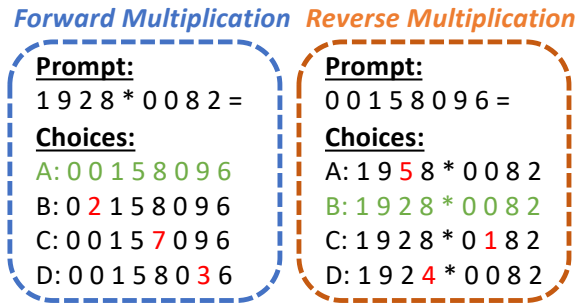 Forward Multiplication
Prompt:
1 9 2 8 * 0 0 8 2 =
Choices:
A: 0 0 1 5 8 0 9 6
B: 0 2 1 5 8 0 9 6
C: 0 0 1 5 7 0 9 6
D: 0 0 1 5 8 0 3 6
Reverse Multiplication
Prompt:
0 0 1 5 8 0 9 6 =
Choices:
A: 1 9 5 8 * 0 0 8 2
B: 1 9 2 8 * 0 0 8 2
C: 1 9 2 8 * 0 1 8 2
D: 1 9 2 4 * 0 0 8 2